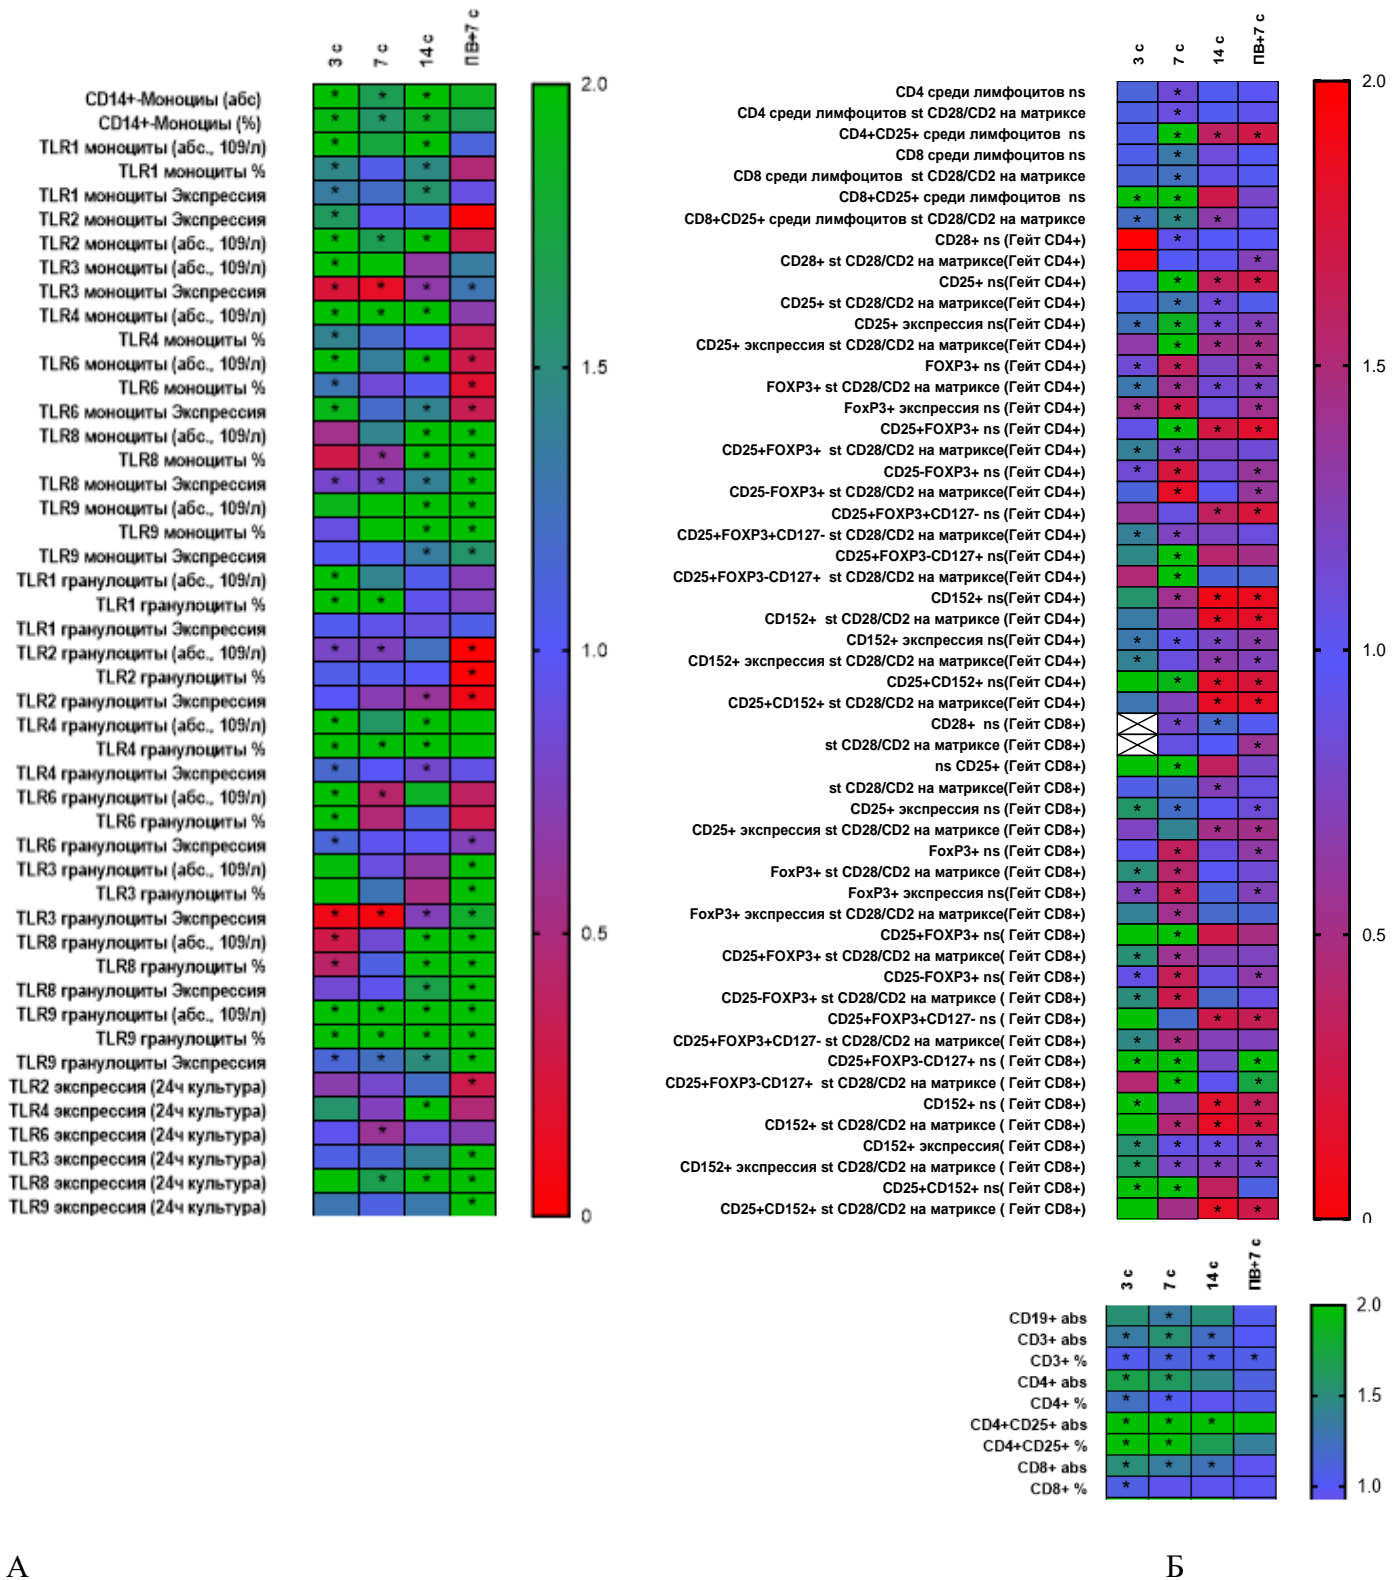 3 с
7 с
14 с
ПВ+7 с
CD14+-Моноциы (абс) * * *
CD14+-Моноциы (%) * * *
TLR1 моноциты (абс., 109/л) * *
TLR1 моноциты % * *
TLR1 моноциты Экспрессия * *
TLR2 моноциты Экспрессия *
TLR2 моноциты (абс., 109/л) * * *
TLR3 моноциты (абс., 109/л) *
TLR3 моноциты Экспрессия * * * *
TLR4 моноциты (абс., 109/л) * * *
TLR4 моноциты % *
TLR6 моноциты (абс., 109/л) * * *
TLR6 моноциты % * *
TLR6 моноциты Экспрессия * * *
TLR8 моноциты (абс., 109/л) * *
TLR8 моноциты % * * *
TLR8 моноциты Экспрессия * * * *
TLR9 моноциты (абс., 109/л) * *
TLR9 моноциты % * *
TLR9 моноциты Экспрессия * *
TLR1 гранулоциты (абс., 109/л) *
TLR1 гранулоциты % * *
TLR1 гранулоциты Экспрессия
TLR2 гранулоциты (абс., 109/л) * * *
TLR2 гранулоциты % *
TLR2 гранулоциты Экспрессия * *
TLR4 гранулоциты (абс., 109/л) * *
TLR4 гранулоциты % * * *
TLR4 гранулоциты Экспрессия * *
TLR6 гранулоциты (абс., 109/л) * *
TLR6 гранулоциты % *
TLR6 гранулоциты Экспрессия * *
TLR3 гранулоциты (абс., 109/л) *
TLR3 гранулоциты % *
TLR3 гранулоциты Экспрессия * * * *
TLR8 гранулоциты (абс., 109/л) * * *
TLR8 гранулоциты % * * *
TLR8 гранулоциты Экспрессия * *
TLR9 гранулоциты (абс., 109/л) * * * *
TLR9 гранулоциты % * * * *
TLR9 гранулоциты Экспрессия * * * *
TLR2 экспрессия (24ч культура) *
TLR4 экспрессия (24ч культура) *
TLR6 экспрессия (24ч культура) *
TLR3 экспрессия (24ч культура) *
TLR8 экспрессия (24ч культура) * * *
TLR9 экспрессия (24ч культура) *
2.0
1.5
1.0
0.5
0
3 с
7 с
14 с
ПВ+7 с
CD4 среди лимфоцитов ns *
CD4 среди лимфоцитов st CD28/CD2 на матриксе *
CD4+CD25+ среди лимфоцитов ns * * *
CD8 среди лимфоцитов ns *
CD8 среди лимфоцитов st CD28/CD2 на матриксе *
CD8+CD25+ среди лимфоцитов ns * *
CD8+CD25+ среди лимфоцитов st CD28/CD2 на матриксе * * *
CD28+ ns (Гейт CD4+) *
CD28+ st CD28/CD2 на матриксе(Гейт CD4+) *
CD25+ ns(Гейт CD4+) * * *
CD25+ st CD28/CD2 на матриксе(Гейт CD4+) * *
CD25+ экспрессия ns(Гейт CD4+) * * * *
CD25+ экспрессия st CD28/CD2 на матриксе(Гейт CD4+) * * *
FOXP3+ ns (Гейт CD4+) * * *
FOXP3+ st CD28/CD2 на матриксе (Гейт CD4+) * * * *
FoxP3+ экспрессия ns (Гейт CD4+) * * *
CD25+FOXP3+ ns (Гейт CD4+) * * *
CD25+FOXP3+ st CD28/CD2 на матриксе(Гейт CD4+) * *
CD25-FOXP3+ ns (Гейт CD4+) * * *
CD25-FOXP3+ st CD28/CD2 на матриксе(Гейт CD4+) * *
CD25+FOXP3+CD127- ns (Гейт CD4+) * *
CD25+FOXP3+CD127- st CD28/CD2 на матриксе(Гейт CD4+) * *
CD25+FOXP3-CD127+ ns(Гейт CD4+) *
CD25+FOXP3-CD127+ st CD28/CD2 на матриксе(Гейт CD4+) *
CD152+ ns(Гейт CD4+) * * *
CD152+ st CD28/CD2 на матриксе (Гейт CD4+) * *
CD152+ экспрессия ns(Гейт CD4+) * * * *
CD152+ экспрессия st CD28/CD2 на матриксе(Гейт CD4+) * * *
CD25+CD152+ ns(Гейт CD4+) * * *
CD25+CD152+ st CD28/CD2 на матриксе(Гейт CD4+) * *
CD28+ ns (Гейт CD8+) * *
st CD28/CD2 на матриксе (Гейт CD8+) *
ns CD25+ (Гейт CD8+) *
st CD28/CD2 на матриксе(Гейт CD8+) *
CD25+ экспрессия ns (Гейт CD8+) * * *
CD25+ экспрессия st CD28/CD2 на матриксе (Гейт CD8+) * *
FoxP3+ ns (Гейт CD8+) * *
FoxP3+ st CD28/CD2 на матриксе (Гейт CD8+) * *
FoxP3+ экспрессия ns(Гейт CD8+) * * *
FoxP3+ экспрессия st CD28/CD2 на матриксе(Гейт CD8+) *
CD25+FOXP3+ ns( Гейт CD8+) *
CD25+FOXP3+ st CD28/CD2 на матриксе( Гейт CD8+) * *
CD25-FOXP3+ ns( Гейт CD8+) * * *
CD25-FOXP3+ st CD28/CD2 на матриксе ( Гейт CD8+) * *
CD25+FOXP3+CD127- ns ( Гейт CD8+) * *
CD25+FOXP3+CD127- st CD28/CD2 на матриксе( Гейт CD8+) * *
CD25+FOXP3-CD127+ ns ( Гейт CD8+) * * *
CD25+FOXP3-CD127+ st CD28/CD2 на матриксе ( Гейт CD8+) * *
CD152+ ns ( Гейт CD8+) * * *
CD152+ st CD28/CD2 на матриксе ( Гейт CD8+) * * *
CD152+ экспрессия( Гейт CD8+) * * * *
CD152+ экспрессия st CD28/CD2 на матриксе ( Гейт CD8+) * * * *
CD25+CD152+ ns( Гейт CD8+) * *
CD25+CD152+ st CD28/CD2 на матриксе ( Гейт CD8+) * *
2.0
1.5
1.0
0.5
0
3 с
7 с
14 с
ПВ+7 с
CD19+ abs *
CD3+ abs * * *
CD3+ % * * * *
CD4+ abs * *
CD4+ % * *
CD4+CD25+ abs * * *
CD4+CD25+ % * *
CD8+ abs * * *
CD8+ % *
2.0
1.5
1.0
А
Б